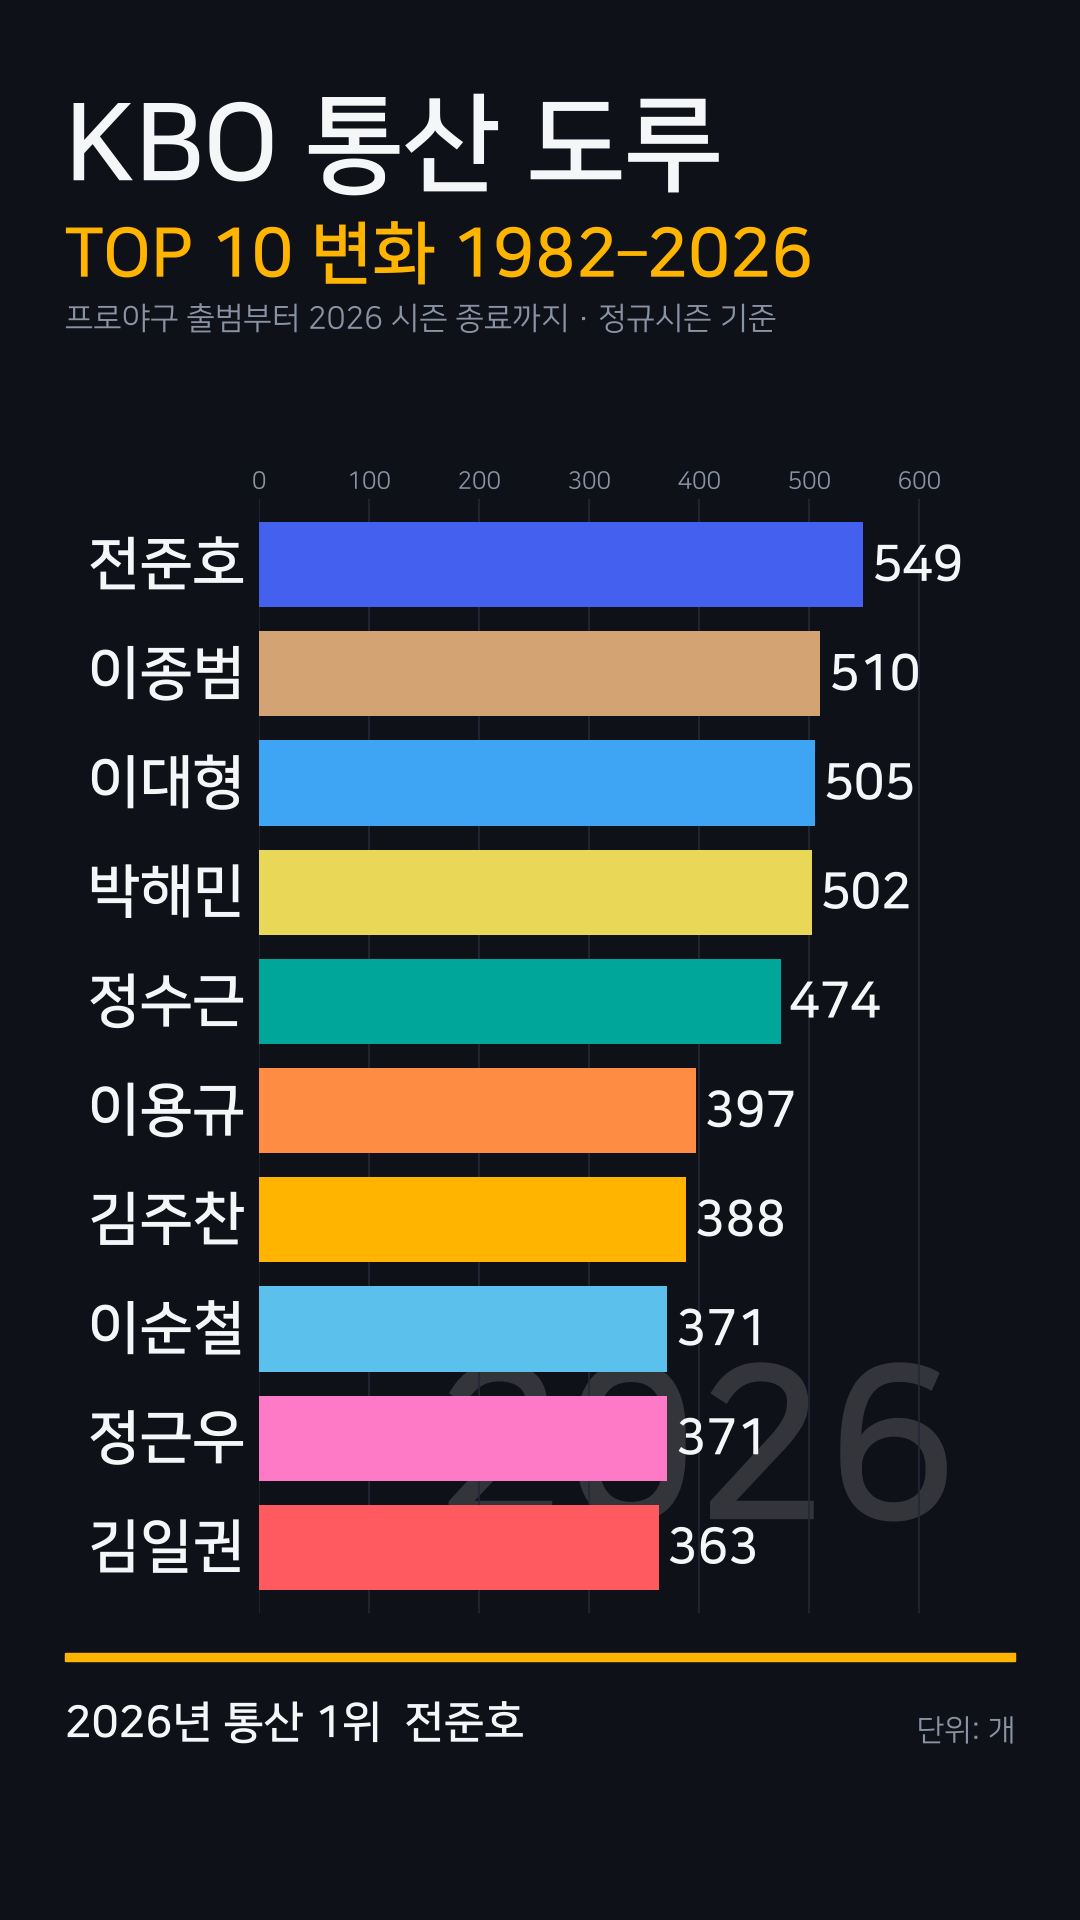 KBO 통산 도루
TOP 10 변화 1982–2026
프로야구 출범부터 2026 시즌 종료까지 · 정규시즌 기준
0 100 200 300 400 500 600
전준호 549
이종범 510
이대형 505
박해민 502
정수근 474
이용규 397
김주찬 388
이순철 371
정근우 371
김일권 363
2026
2026년 통산 1위 전준호
단위: 개